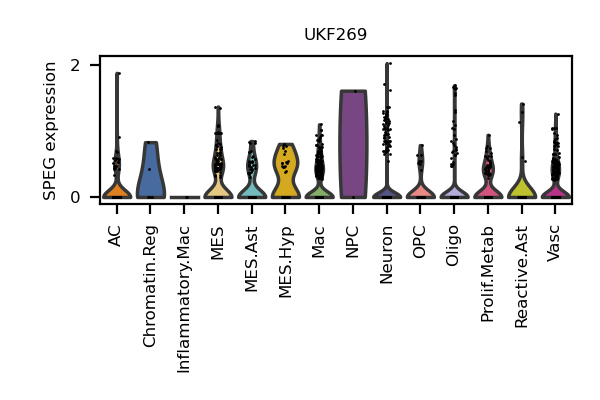 UKF269
SPEG expression
2
0
AC
Chromatin.Reg
Inflammatory.Mac
MES
MES.Ast
MES.Hyp
Mac
NPC
Neuron
OPC
Oligo
Prolif.Metab
Reactive.Ast
Vasc